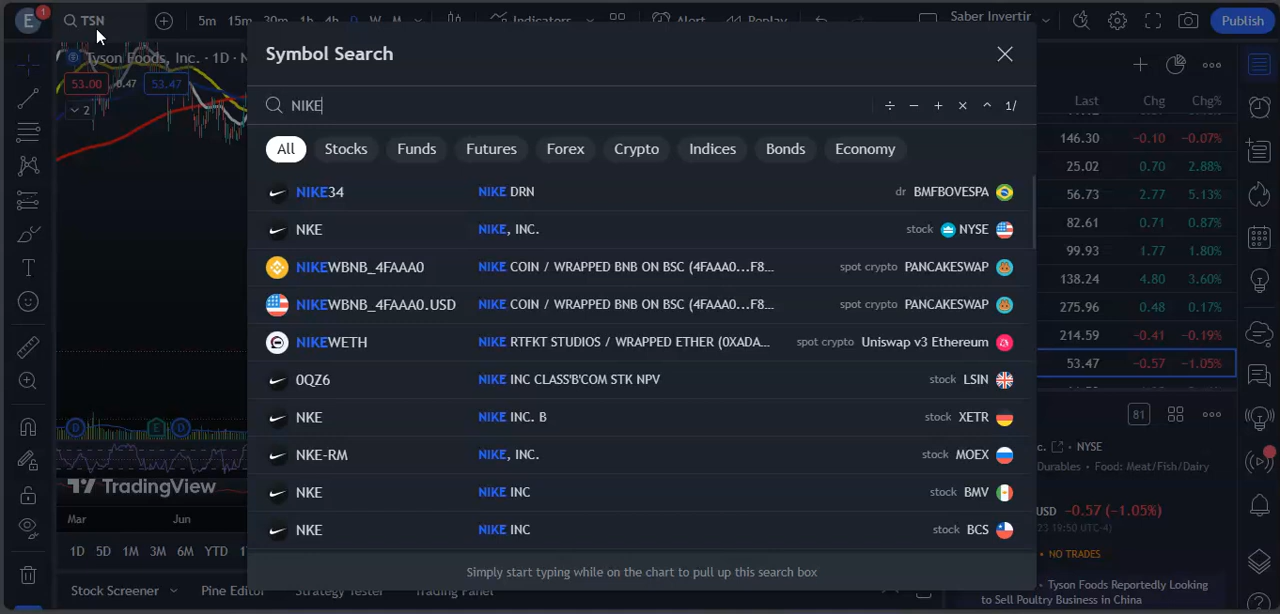 E TSN 5m 15m 30m 1h 4h D W M Indicators Alert Replay Saber Invertir Publish
Tyson Foods, Inc. · 1D · N
53.00 0.47 53.47
2
Symbol Search
NIKE ÷ − + × ^ 1/
All Stocks Funds Futures Forex Crypto Indices Bonds Economy
NIKE34 NIKE DRN dr BMFBOVESPA
NKE NIKE, INC. stock NYSE
NIKEWBNB_4FAAA0 NIKE COIN / WRAPPED BNB ON BSC (4FAAA0...F8... spot crypto PANCAKESWAP
NIKEWBNB_4FAAA0.USD NIKE COIN / WRAPPED BNB ON BSC (4FAAA0...F8... spot crypto PANCAKESWAP
NIKEWETH NIKE RTFKT STUDIOS / WRAPPED ETHER (0XADA... spot crypto Uniswap v3 Ethereum
0QZ6 NIKE INC CLASS'B'COM STK NPV stock LSIN
NKE NIKE INC. B stock XETR
NKE-RM NIKE, INC. stock MOEX
NKE NIKE INC stock BMV
NKE NIKE INC stock BCS
Simply start typing while on the chart to pull up this search box
Last Chg Chg%
146.30 −0.10 −0.07%
25.02 0.70 2.88%
56.73 2.77 5.13%
82.61 0.71 0.87%
99.93 1.77 1.80%
138.24 4.80 3.60%
275.96 0.48 0.17%
214.59 −0.41 −0.19%
53.47 −0.57 −1.05%
81
c. · NYSE
Durables • Food: Meat/Fish/Dairy
USD −0.57 (−1.05%)
23 19:50 UTC-4)
• NO TRADES
• Tyson Foods Reportedly Looking
to Sell Poultry Business in China
D E D
TradingView
Mar Jun
1D 5D 1M 3M 6M YTD
Stock Screener Pine Editor Strategy Tester Trading Panel